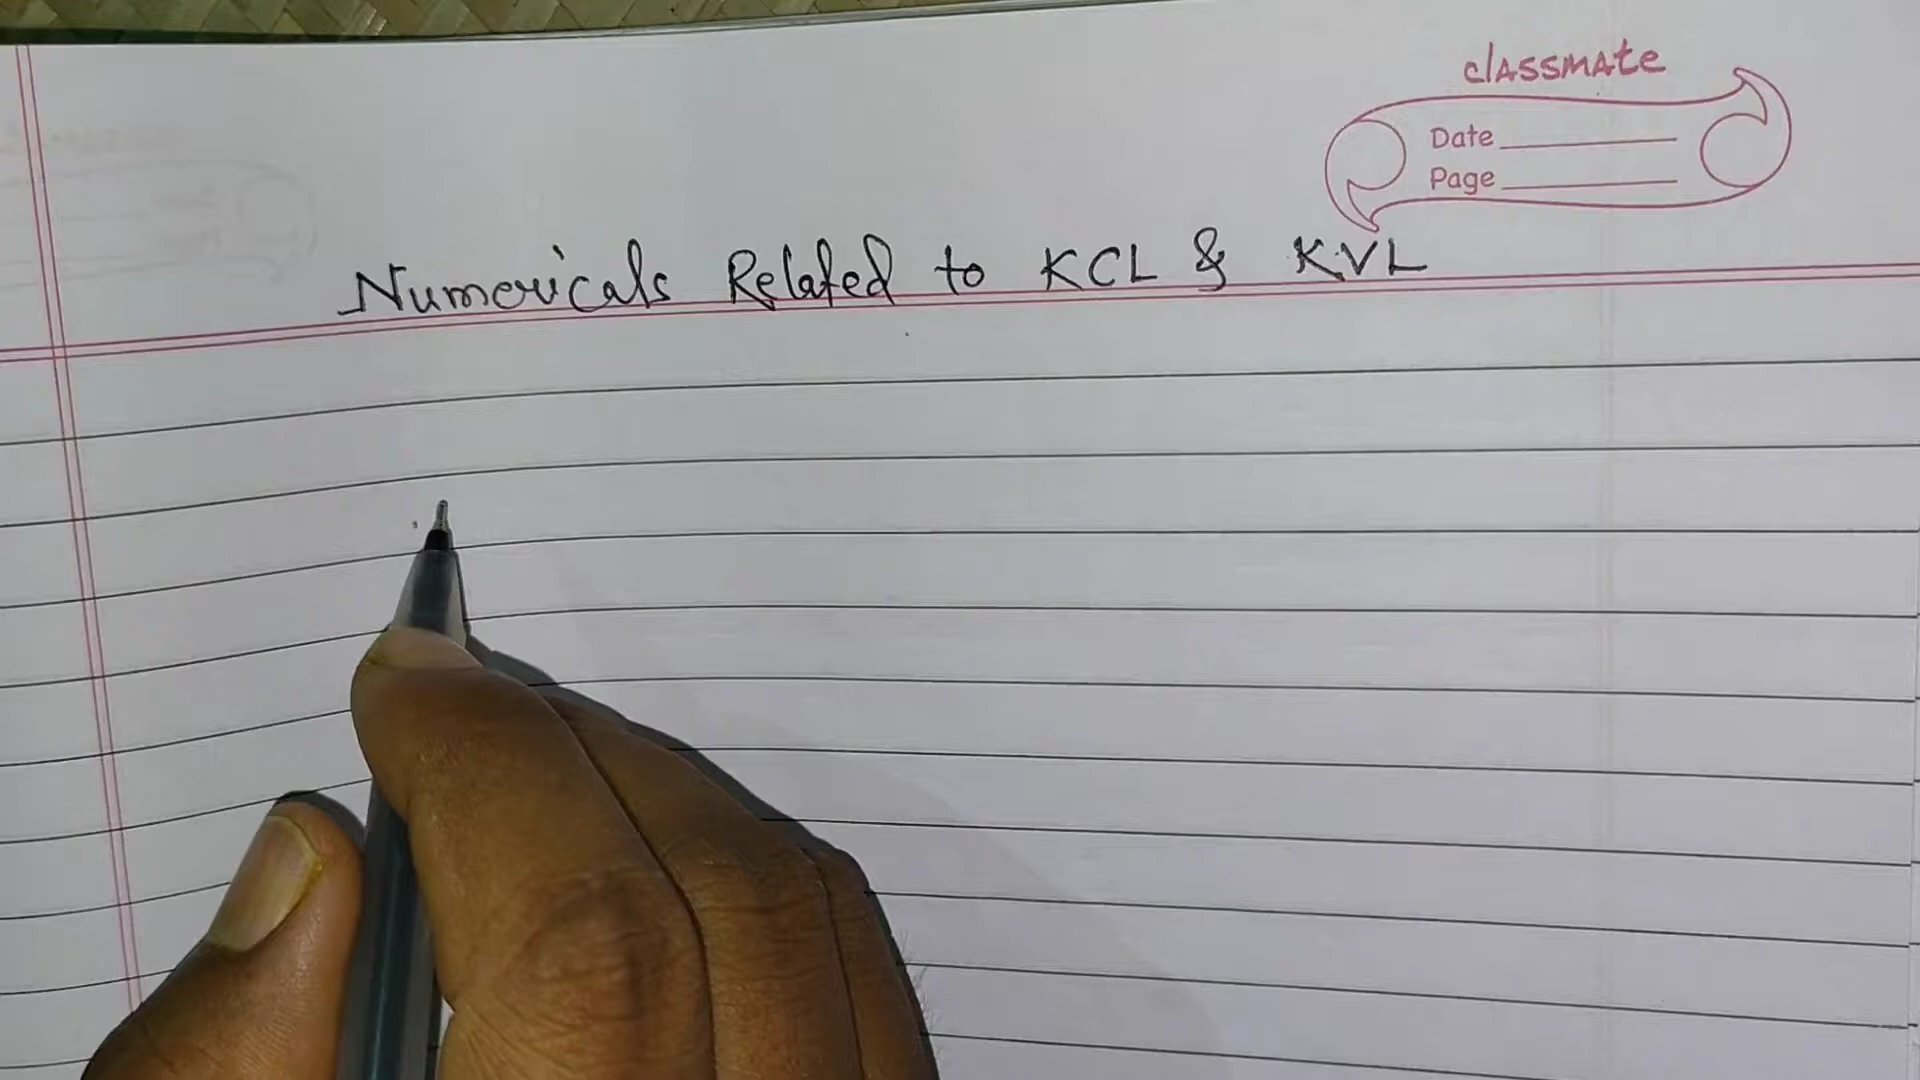 classmate
Date
Page
Numericals Related to KCL & KVL